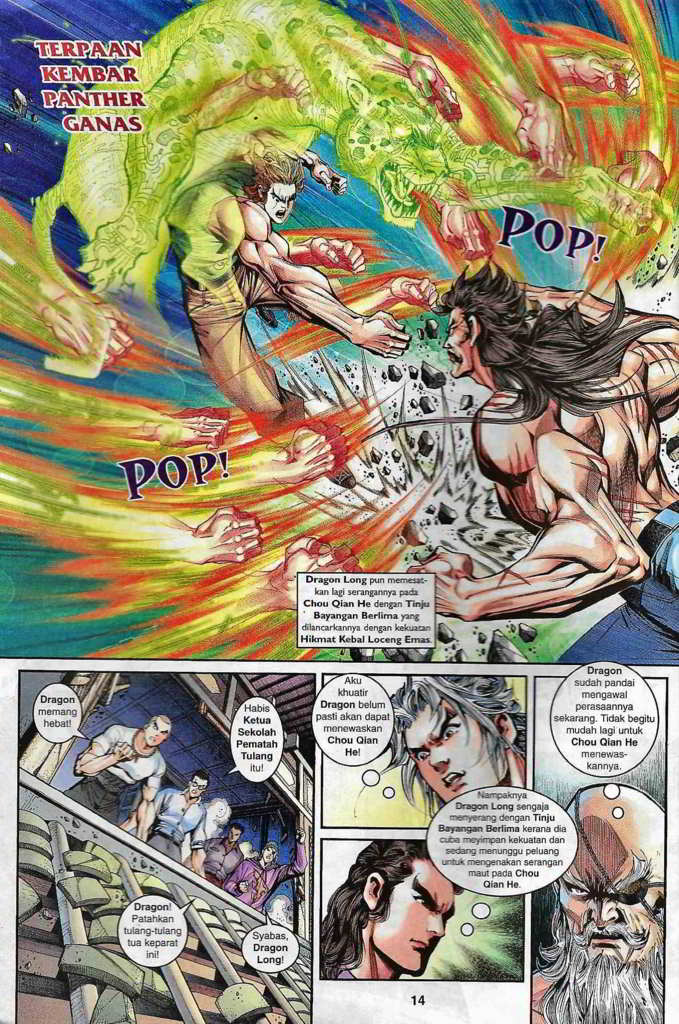 TERPAAN
KEMBAR
PANTHER
GANAS
POP!
POP!
Dragon Long pun memesat-
kan lagi serangannya pada
Chou Qian He dengan Tinju
Bayangan Berlima yang
dilancarkannya dengan kekuatan
Hikmat Kebal Loceng Emas.
Dragon
memang
hebat!
Habis
Ketua
Sekolah
Pematah
Tulang
itu!
Dragon!
Patahkan
tulang-tulang
tua keparat
ini!
Syabas,
Dragon
Long!
Aku
khuatir
Dragon belum
pasti akan dapat
menewaskan
Chou Qian
He!
Nampaknya
Dragon Long sengaja
menyerang dengan Tinju
Bayangan Berlima kerana dia
cuba meyimpan kekuatan dan
sedang menunggu peluang
untuk mengenakan serangan
maut pada Chou
Qian He.
Dragon
sudah pandai
mengawal
perasaannya
sekarang. Tidak begitu
mudah lagi untuk
Chou Qian He
menewas-
kannya.
14